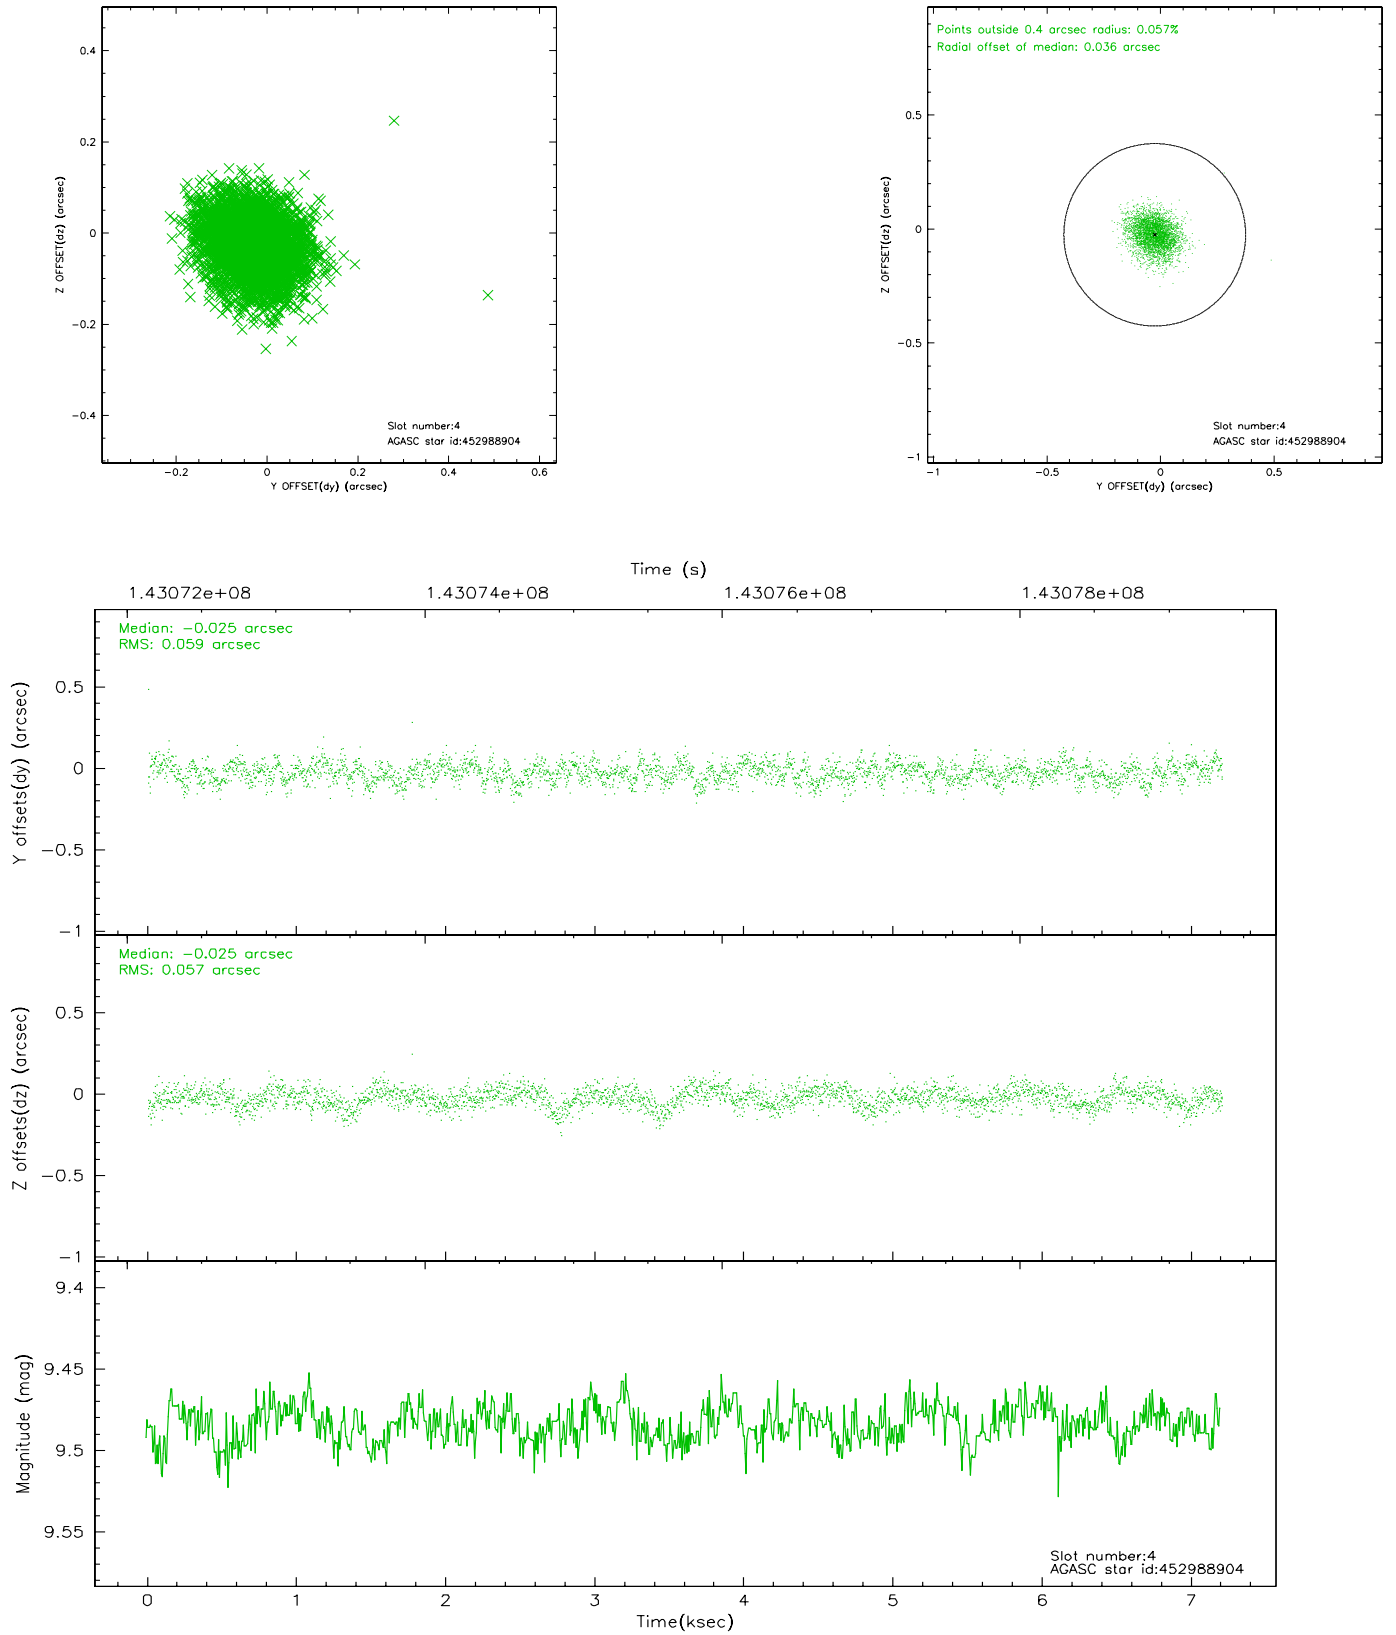 0.4
0.2
0
−0.2
−0.4
Z OFFSET(dz) (arcsec)
Slot number:4
AGASC star id:452988904
−0.2 0 0.2 0.4 0.6
Y OFFSET(dy) (arcsec)
Points outside 0.4 arcsec radius: 0.057%
Radial offset of median: 0.036 arcsec
0.5
0
−0.5
−1
Z OFFSET(dz) (arcsec)
Slot number:4
AGASC star id:452988904
−1 −0.5 0 0.5
Y OFFSET(dy) (arcsec)
Time (s)
1.43072e+08 1.43074e+08 1.43076e+08 1.43078e+08
Median: −0.025 arcsec
RMS: 0.059 arcsec
0.5
0
−0.5
−1
Y offsets(dy) (arcsec)
Median: −0.025 arcsec
RMS: 0.057 arcsec
0.5
0
−0.5
−1
Z offsets(dz) (arcsec)
9.4
9.45
9.5
9.55
Magnitude (mag)
Slot number:4
AGASC star id:452988904
0 1 2 3 4 5 6 7
Time(ksec)